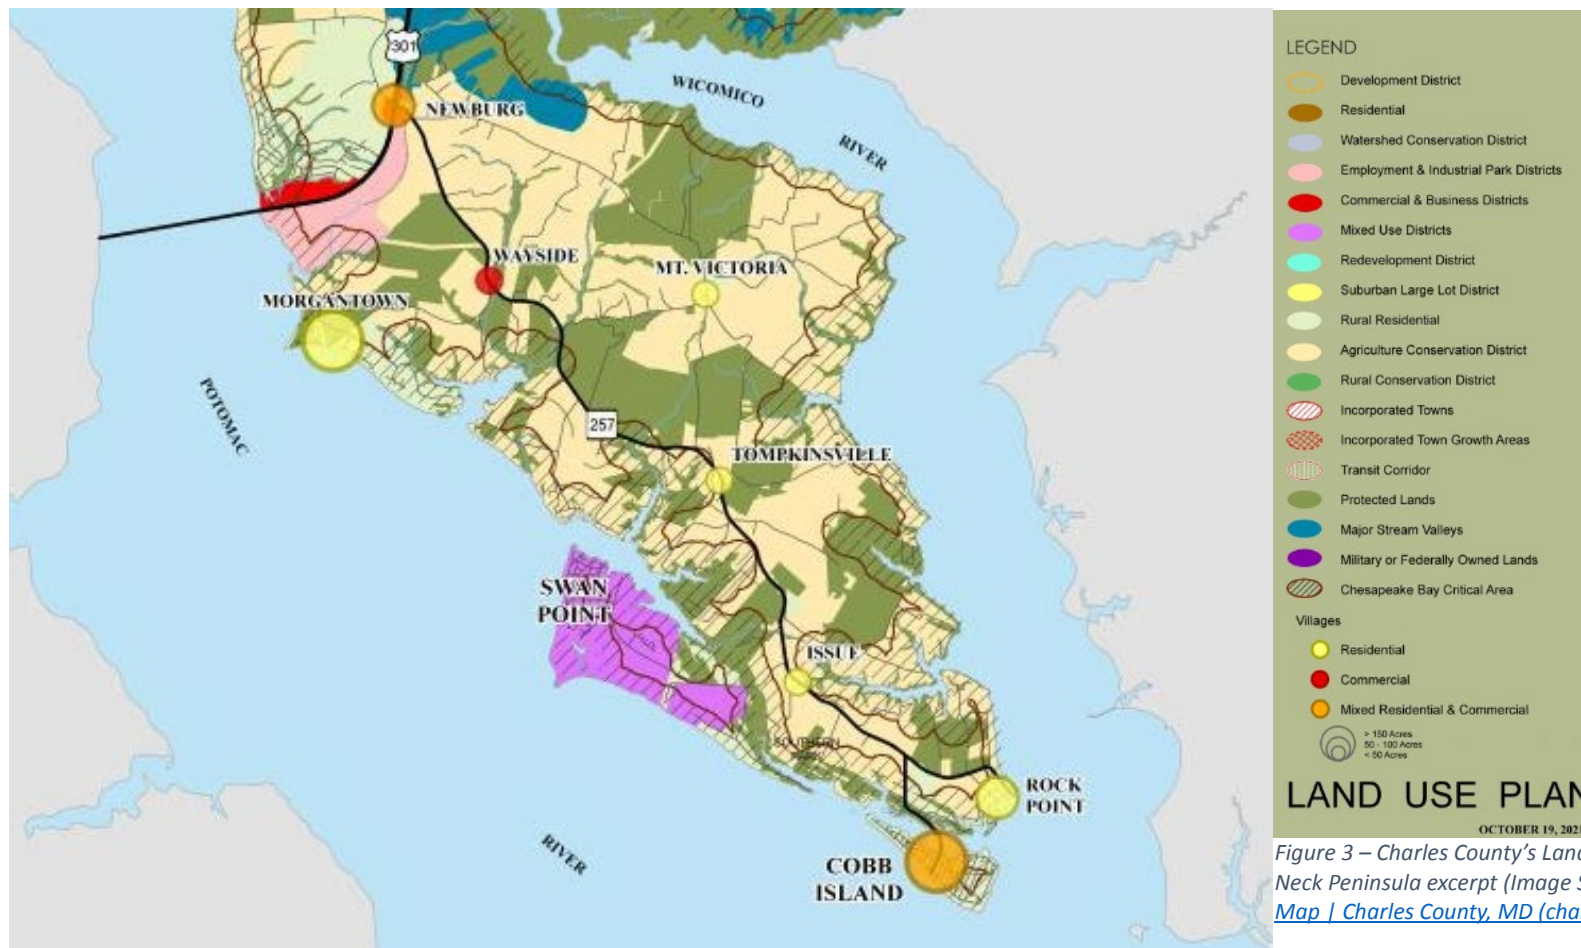 301
NEWBURG
WICOMICO
RIVER
WAYSIDE
MT. VICTORIA
MORGANTOWN
POTOMAC
257
TOMPKINSVILLE
SWAN
POINT
ISSUE
ROCK
POINT
COBB
ISLAND
RIVER
LEGEND
Development District
Residential
Watershed Conservation District
Employment & Industrial Park Districts
Commercial & Business Districts
Mixed Use Districts
Redevelopment District
Suburban Large Lot District
Rural Residential
Agriculture Conservation District
Rural Conservation District
Incorporated Towns
Incorporated Town Growth Areas
Transit Corridor
Protected Lands
Major Stream Valleys
Military or Federally Owned Lands
Chesapeake Bay Critical Area
Villages
Residential
Commercial
Mixed Residential & Commercial
> 150 Acres
50 - 100 Acres
< 50 Acres
LAND USE PLAN
OCTOBER 19, 2021
Figure 3 – Charles County's Land
Neck Peninsula excerpt (Image S
Map | Charles County, MD (cha